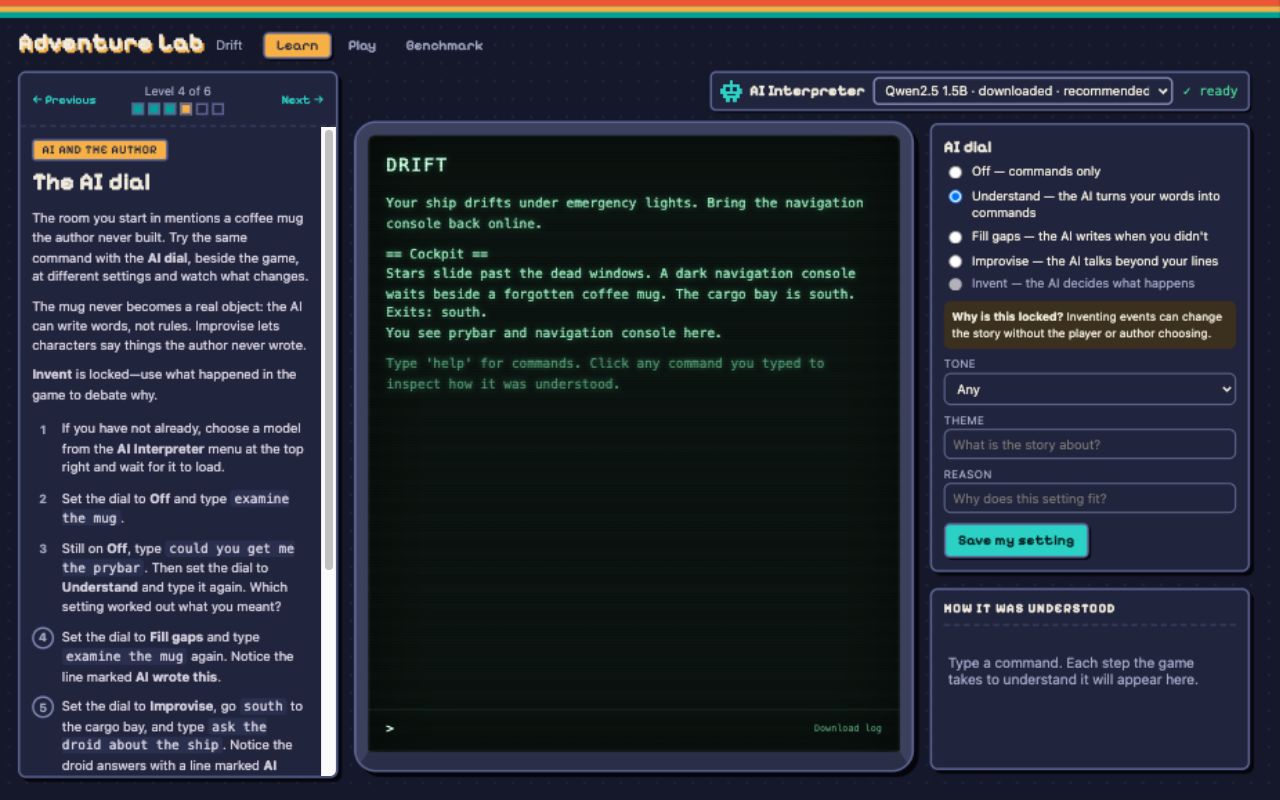 Adventure Lab Drift Learn Play Benchmark
← Previous
Level 4 of 6
Next →
AI AND THE AUTHOR
The AI dial
The room you start in mentions a coffee mug
the author never built. Try the same
command with the AI dial, beside the game,
at different settings and watch what changes.
The mug never becomes a real object: the AI
can write words, not rules. Improvise lets
characters say things the author never wrote.
Invent is locked—use what happened in the
game to debate why.
1 If you have not already, choose a model
from the AI Interpreter menu at the top
right and wait for it to load.
2 Set the dial to Off and type examine
the mug.
3 Still on Off, type could you get me
the prybar. Then set the dial to
Understand and type it again. Which
setting worked out what you meant?
4 Set the dial to Fill gaps and type
examine the mug again. Notice the
line marked AI wrote this.
5 Set the dial to Improvise, go south to
the cargo bay, and type ask the
droid about the ship. Notice the
droid answers with a line marked AI
AI Interpreter Qwen2.5 1.5B · downloaded · recommended ✓ ready
DRIFT
Your ship drifts under emergency lights. Bring the navigation
console back online.
== Cockpit ==
Stars slide past the dead windows. A dark navigation console
waits beside a forgotten coffee mug. The cargo bay is south.
Exits: south.
You see prybar and navigation console here.
Type 'help' for commands. Click any command you typed to
inspect how it was understood.
>
Download log
AI dial
Off — commands only
Understand — the AI turns your words into
commands
Fill gaps — the AI writes when you didn't
Improvise — the AI talks beyond your lines
Invent — the AI decides what happens
Why is this locked? Inventing events can change
the story without the player or author choosing.
TONE
Any
THEME
What is the story about?
REASON
Why does this setting fit?
Save my setting
HOW IT WAS UNDERSTOOD
Type a command. Each step the game
takes to understand it will appear here.